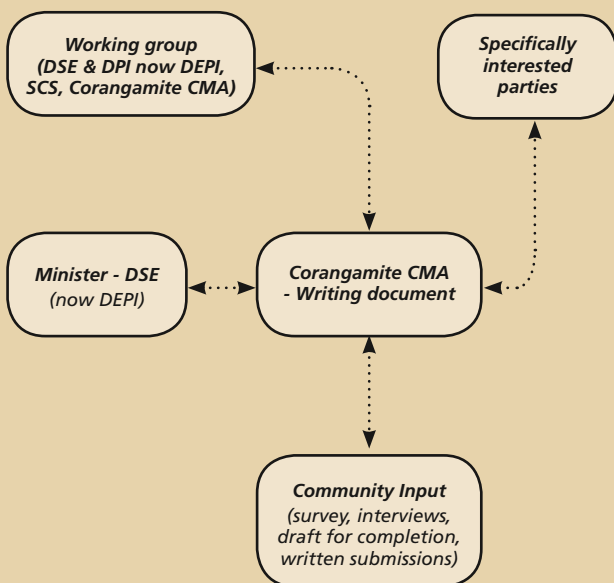 Working group
(DSE & DPI now DEPI,
SCS, Corangamite CMA)
Specifically
interested
parties
Minister - DSE
(now DEPI)
Corangamite CMA
- Writing document
Community Input
(survey, interviews,
draft for completion,
written submissions)